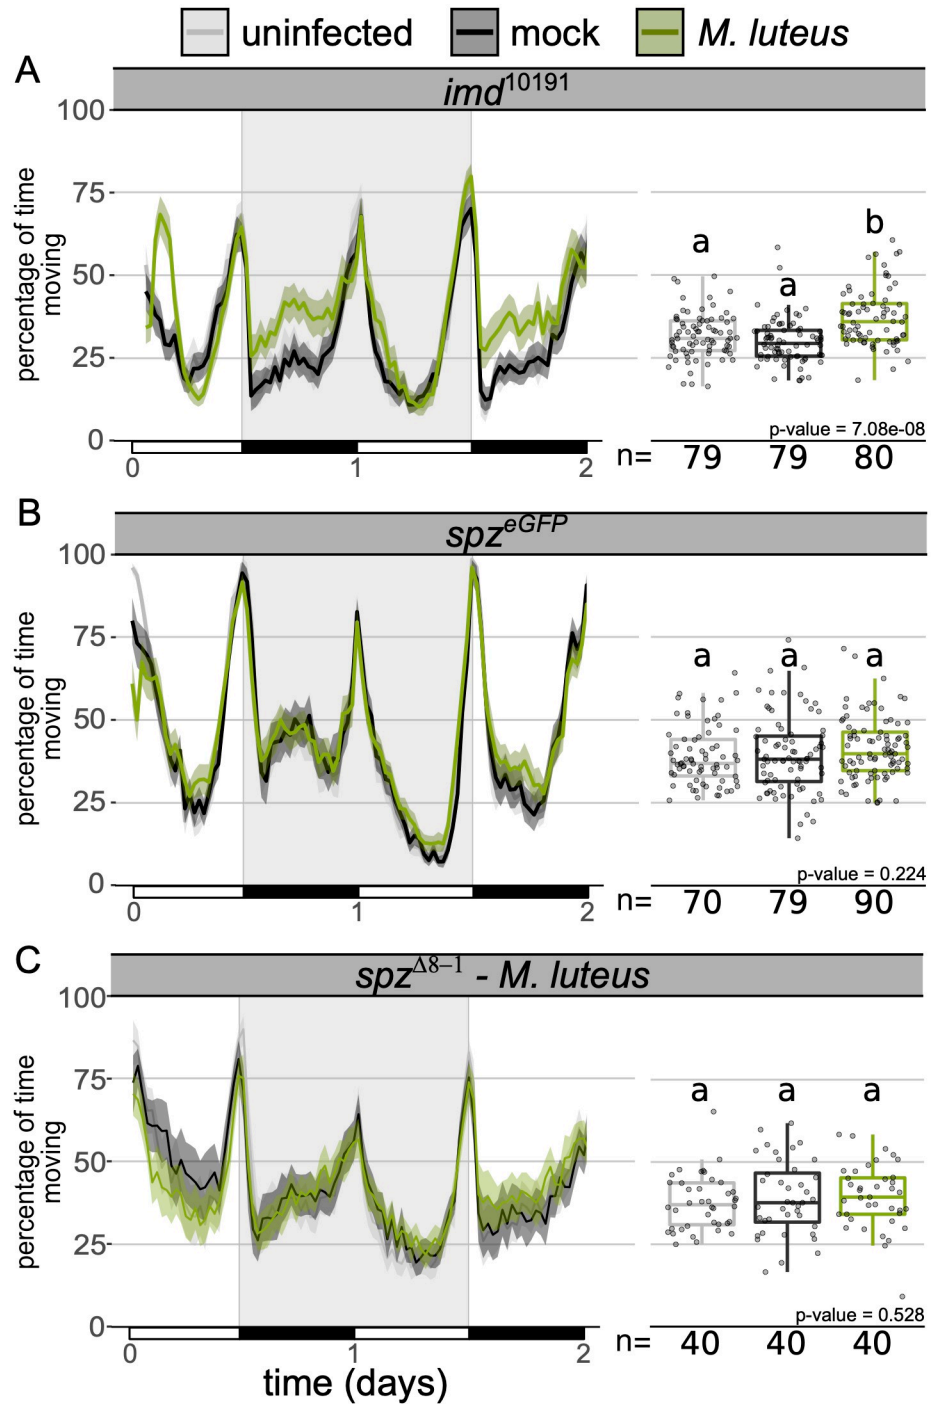 uninfected mock M. luteus
A
imd10191
percentage of time
moving
100
75
50
25
0
0 1 2
a a b
p-value = 7.08e-08
n= 79 79 80
B
spzeGFP
percentage of time
moving
100
75
50
25
0
0 1 2
a a a
p-value = 0.224
n= 70 79 90
C
spzΔ8–1 - M. luteus
percentage of time
moving
100
75
50
25
0
0 1 2
time (days)
a a a
p-value = 0.528
n= 40 40 40